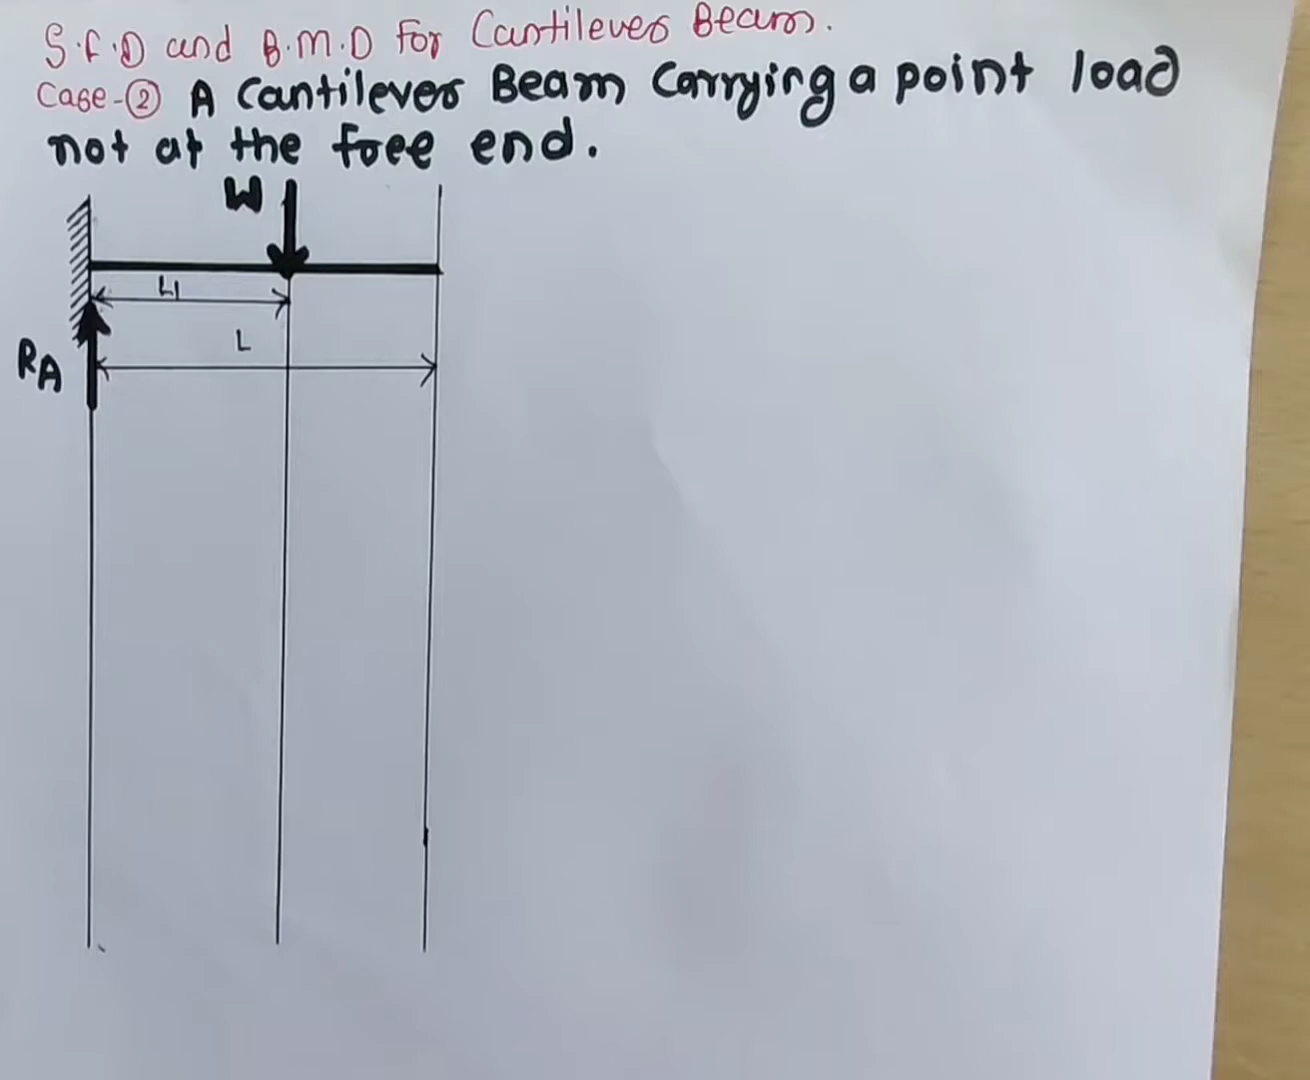 S.F.D and B.M.D For Cantilever Beam.
Case-② A Cantilever Beam Carrying a point load
not at the free end.
W
L1
L
RA